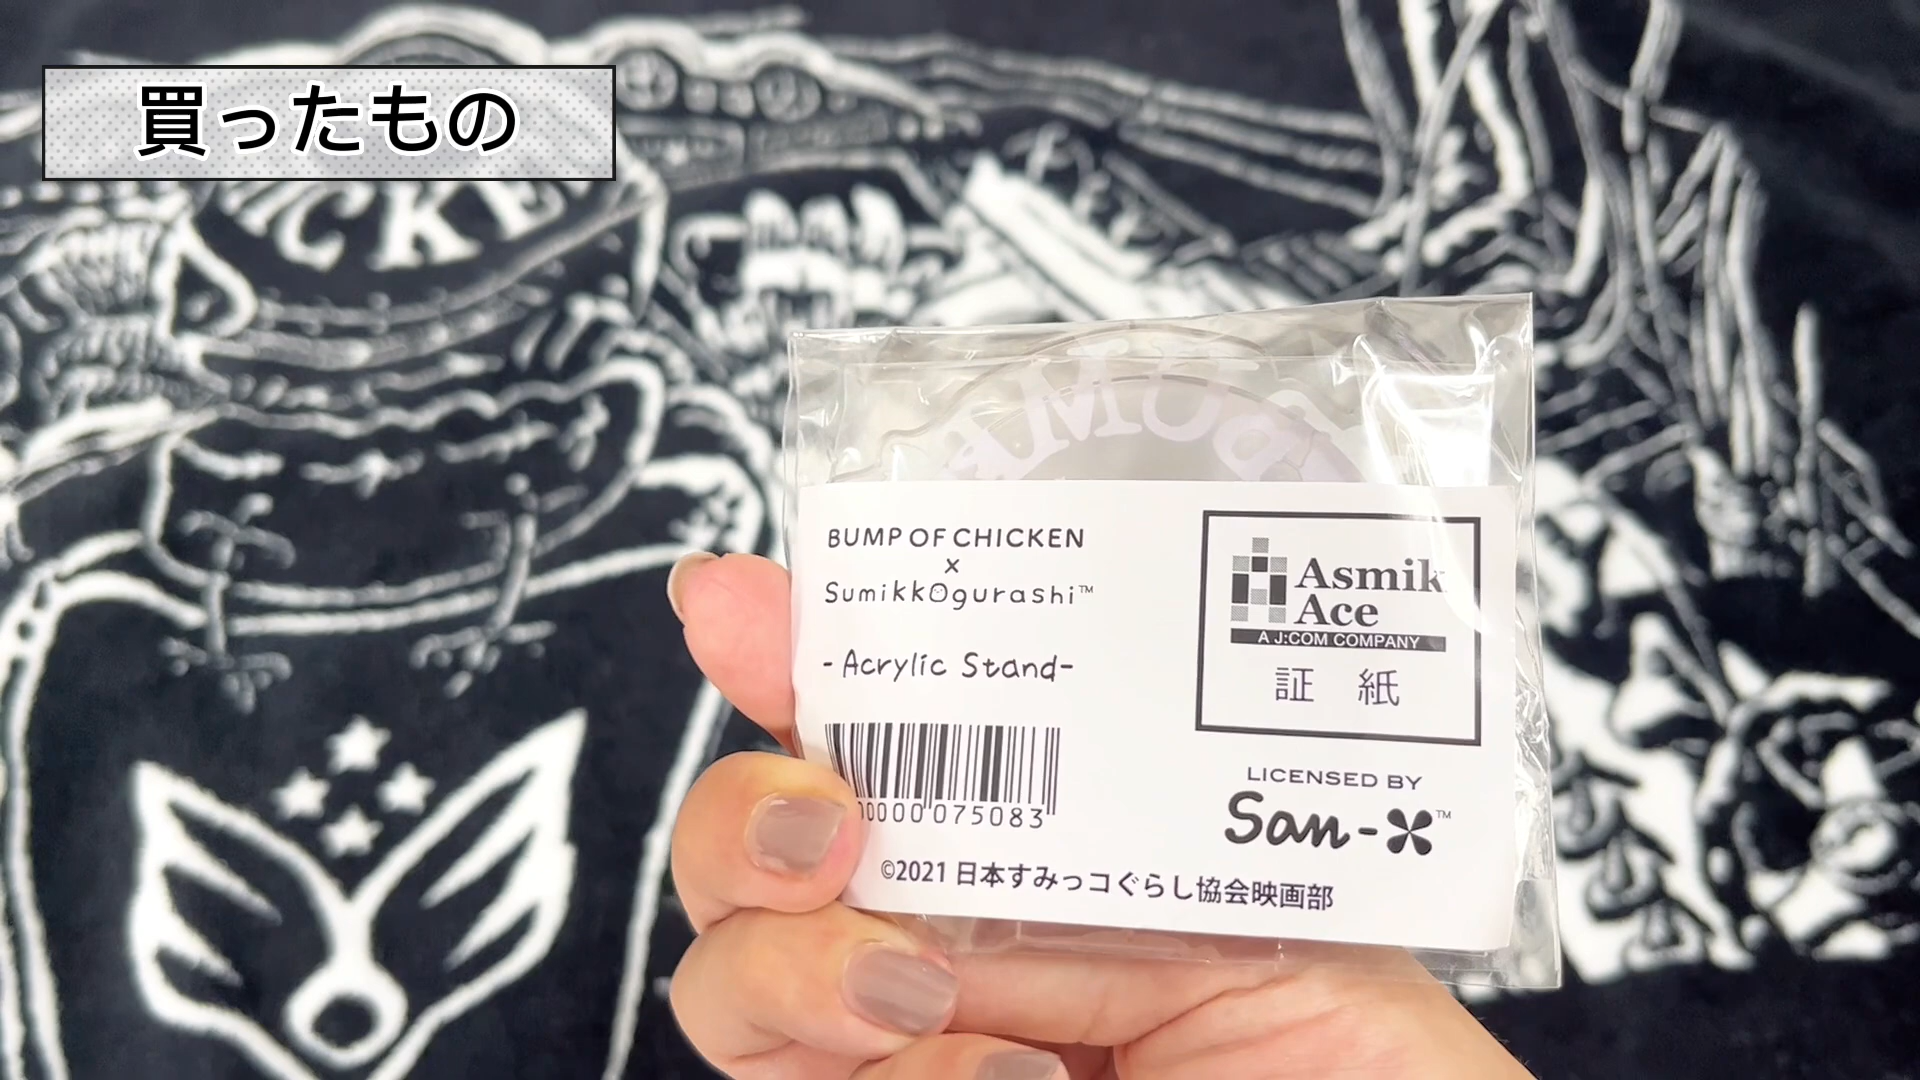 買ったもの
BUMP OF CHICKEN
x
Sumikkogurashi™
-Acrylic Stand-
00000075083
©2021 日本すみっコぐらし協会映画部
Asmik
Ace
A J:COM COMPANY
証 紙
LICENSED BY
San-X™